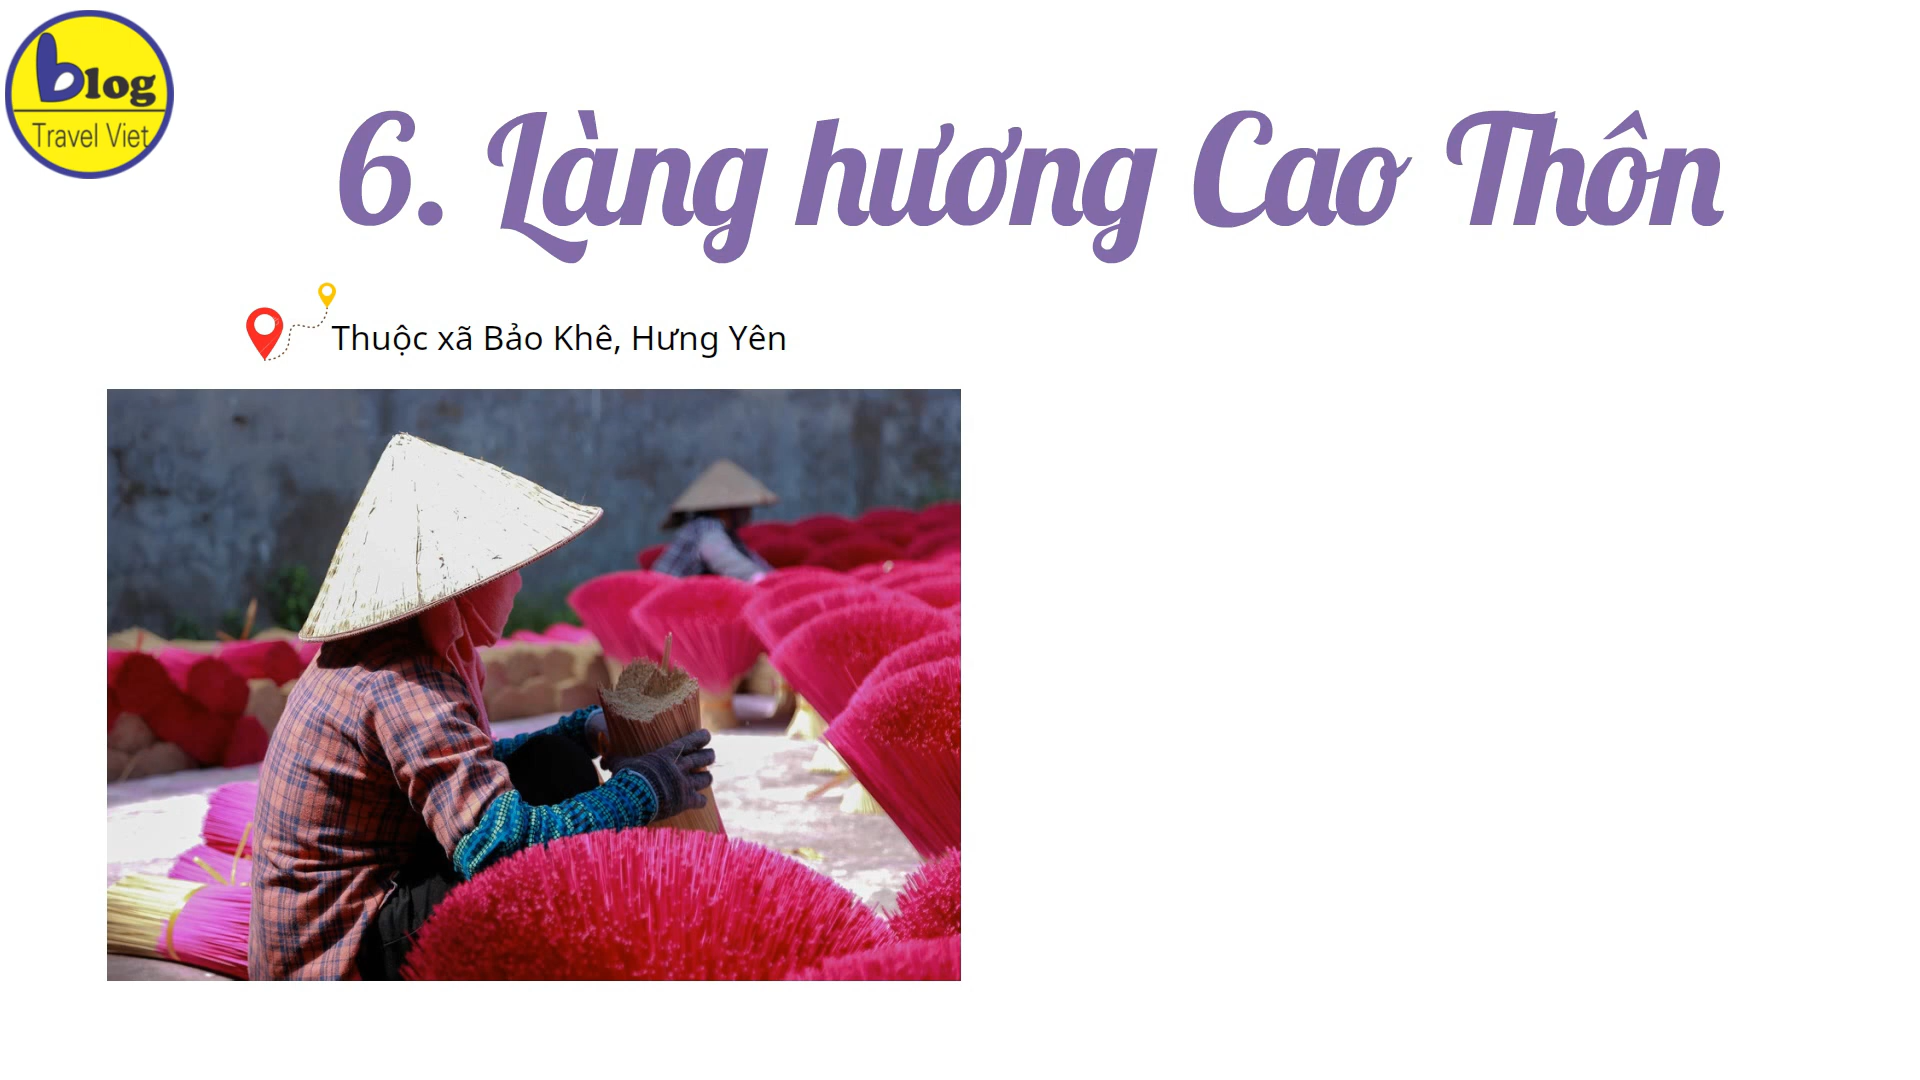 blog
Travel Viet
6. Làng hương Cao Thôn
Thuộc xã Bảo Khê, Hưng Yên